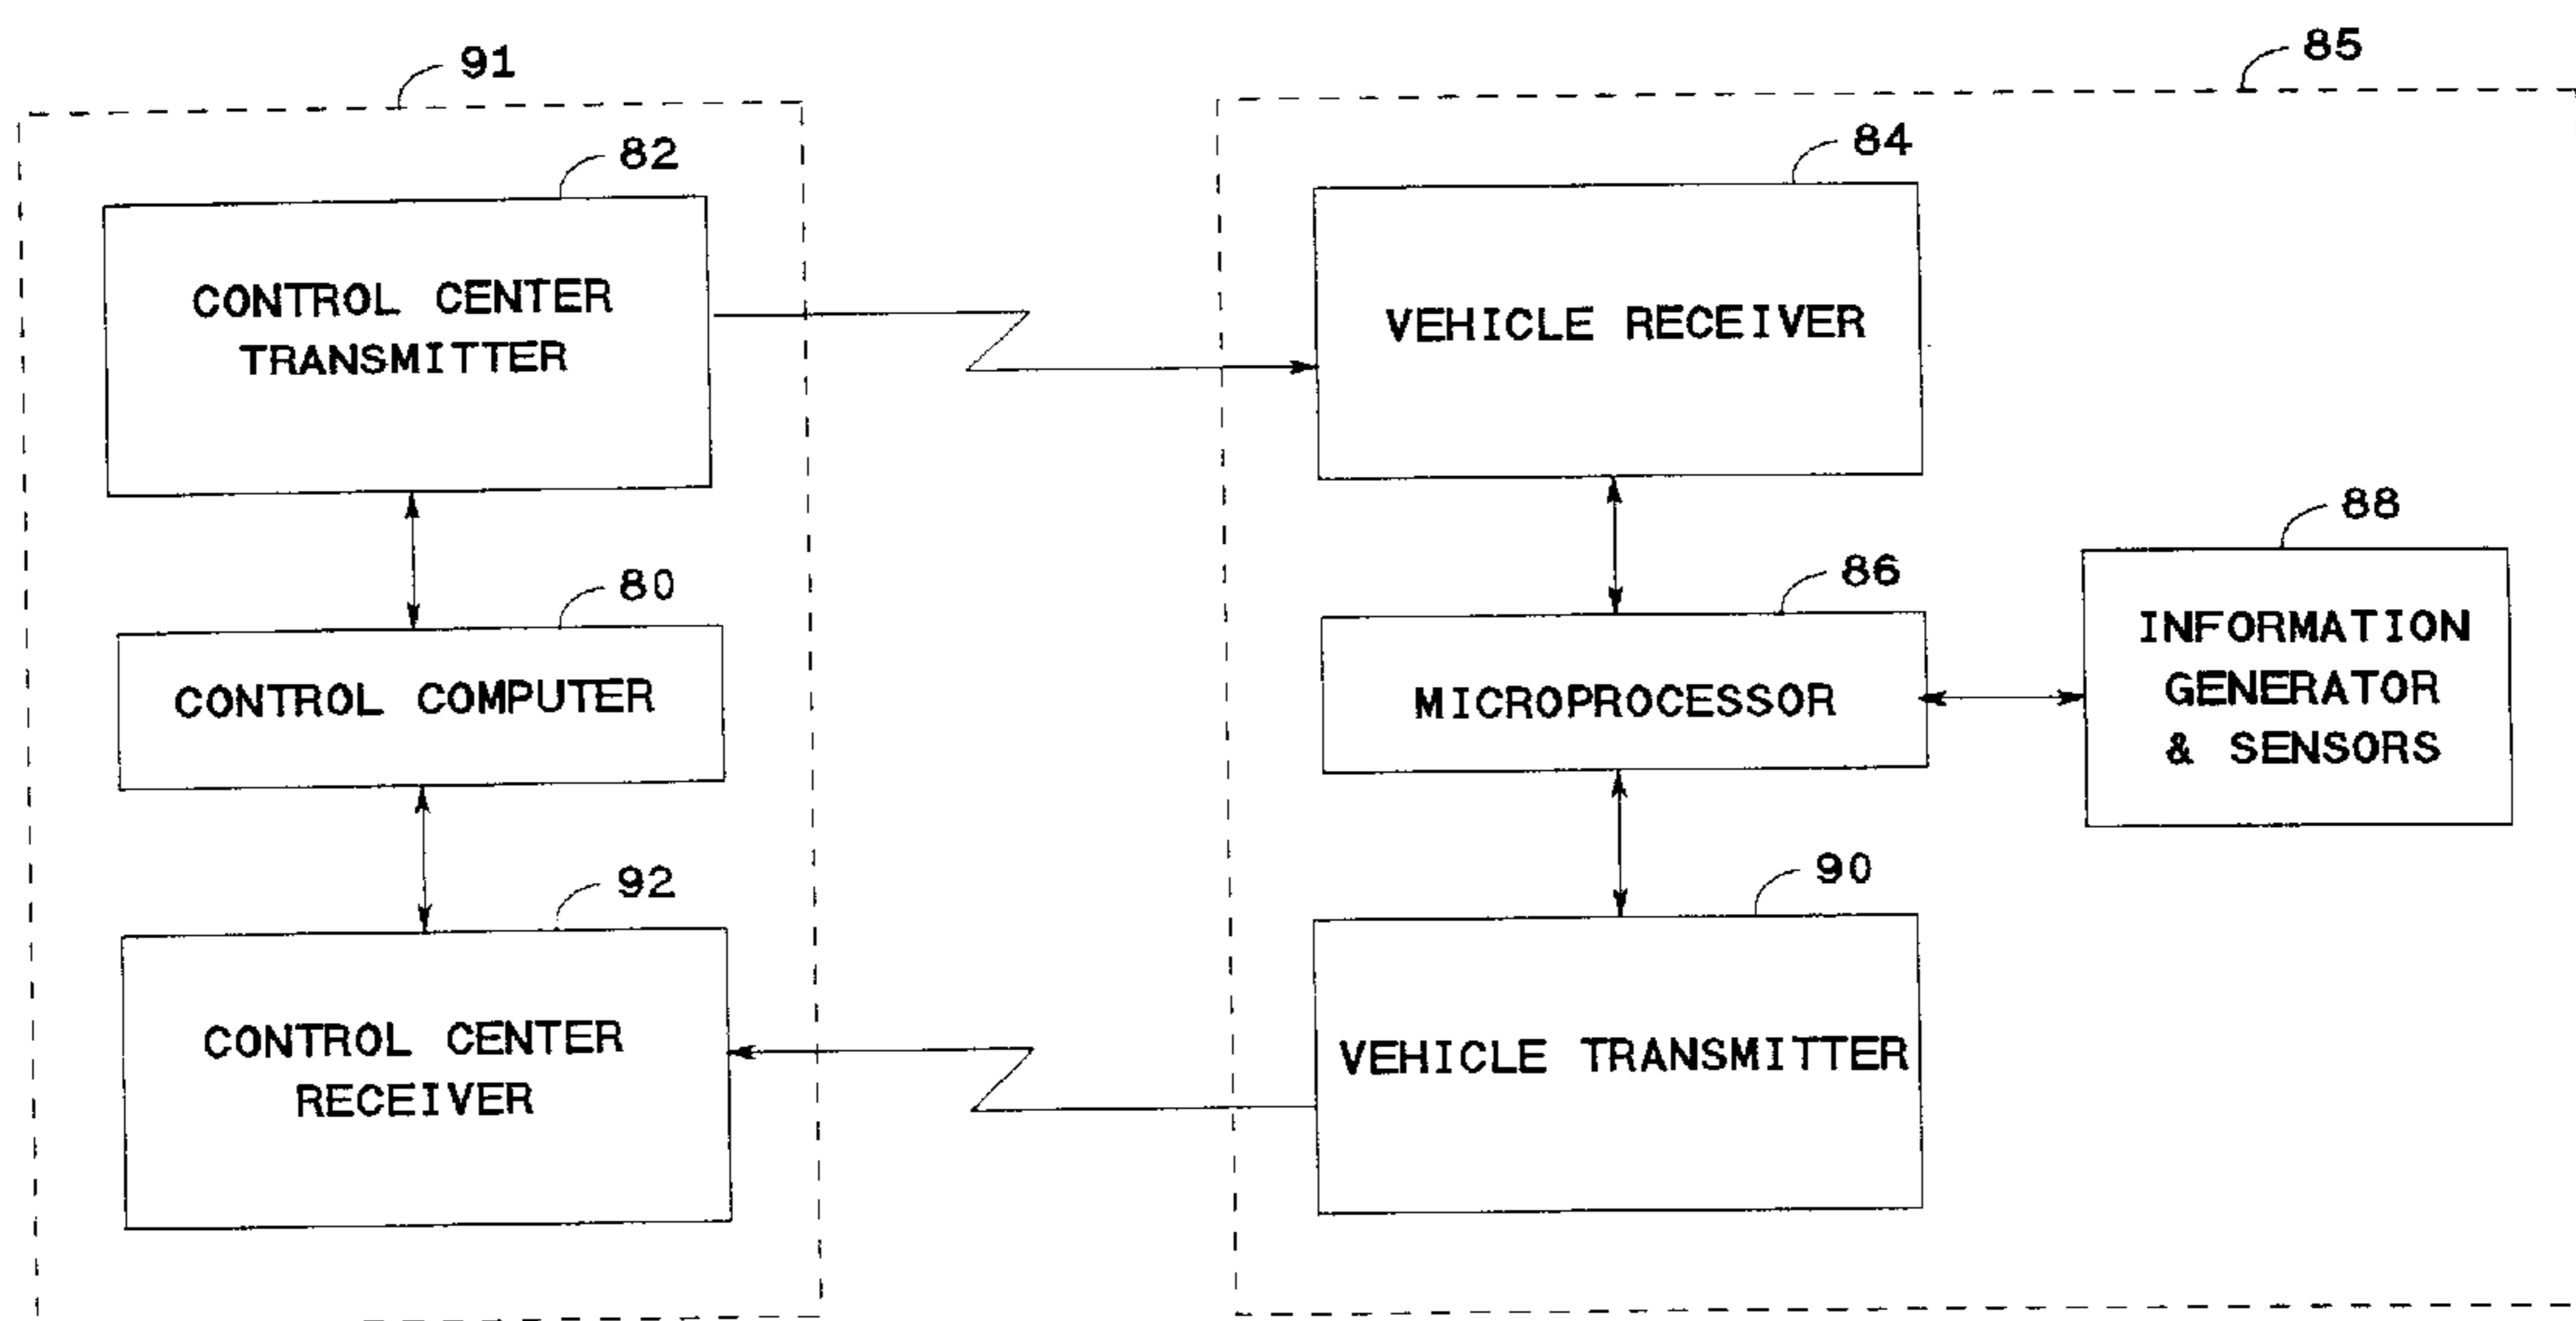 91
85
82
84
CONTROL CENTER
TRANSMITTER
VEHICLE RECEIVER
88
80
86
INFORMATION
GENERATOR
& SENSORS
CONTROL COMPUTER
MICROPROCESSOR
92
90
CONTROL CENTER
RECEIVER
VEHICLE TRANSMITTER